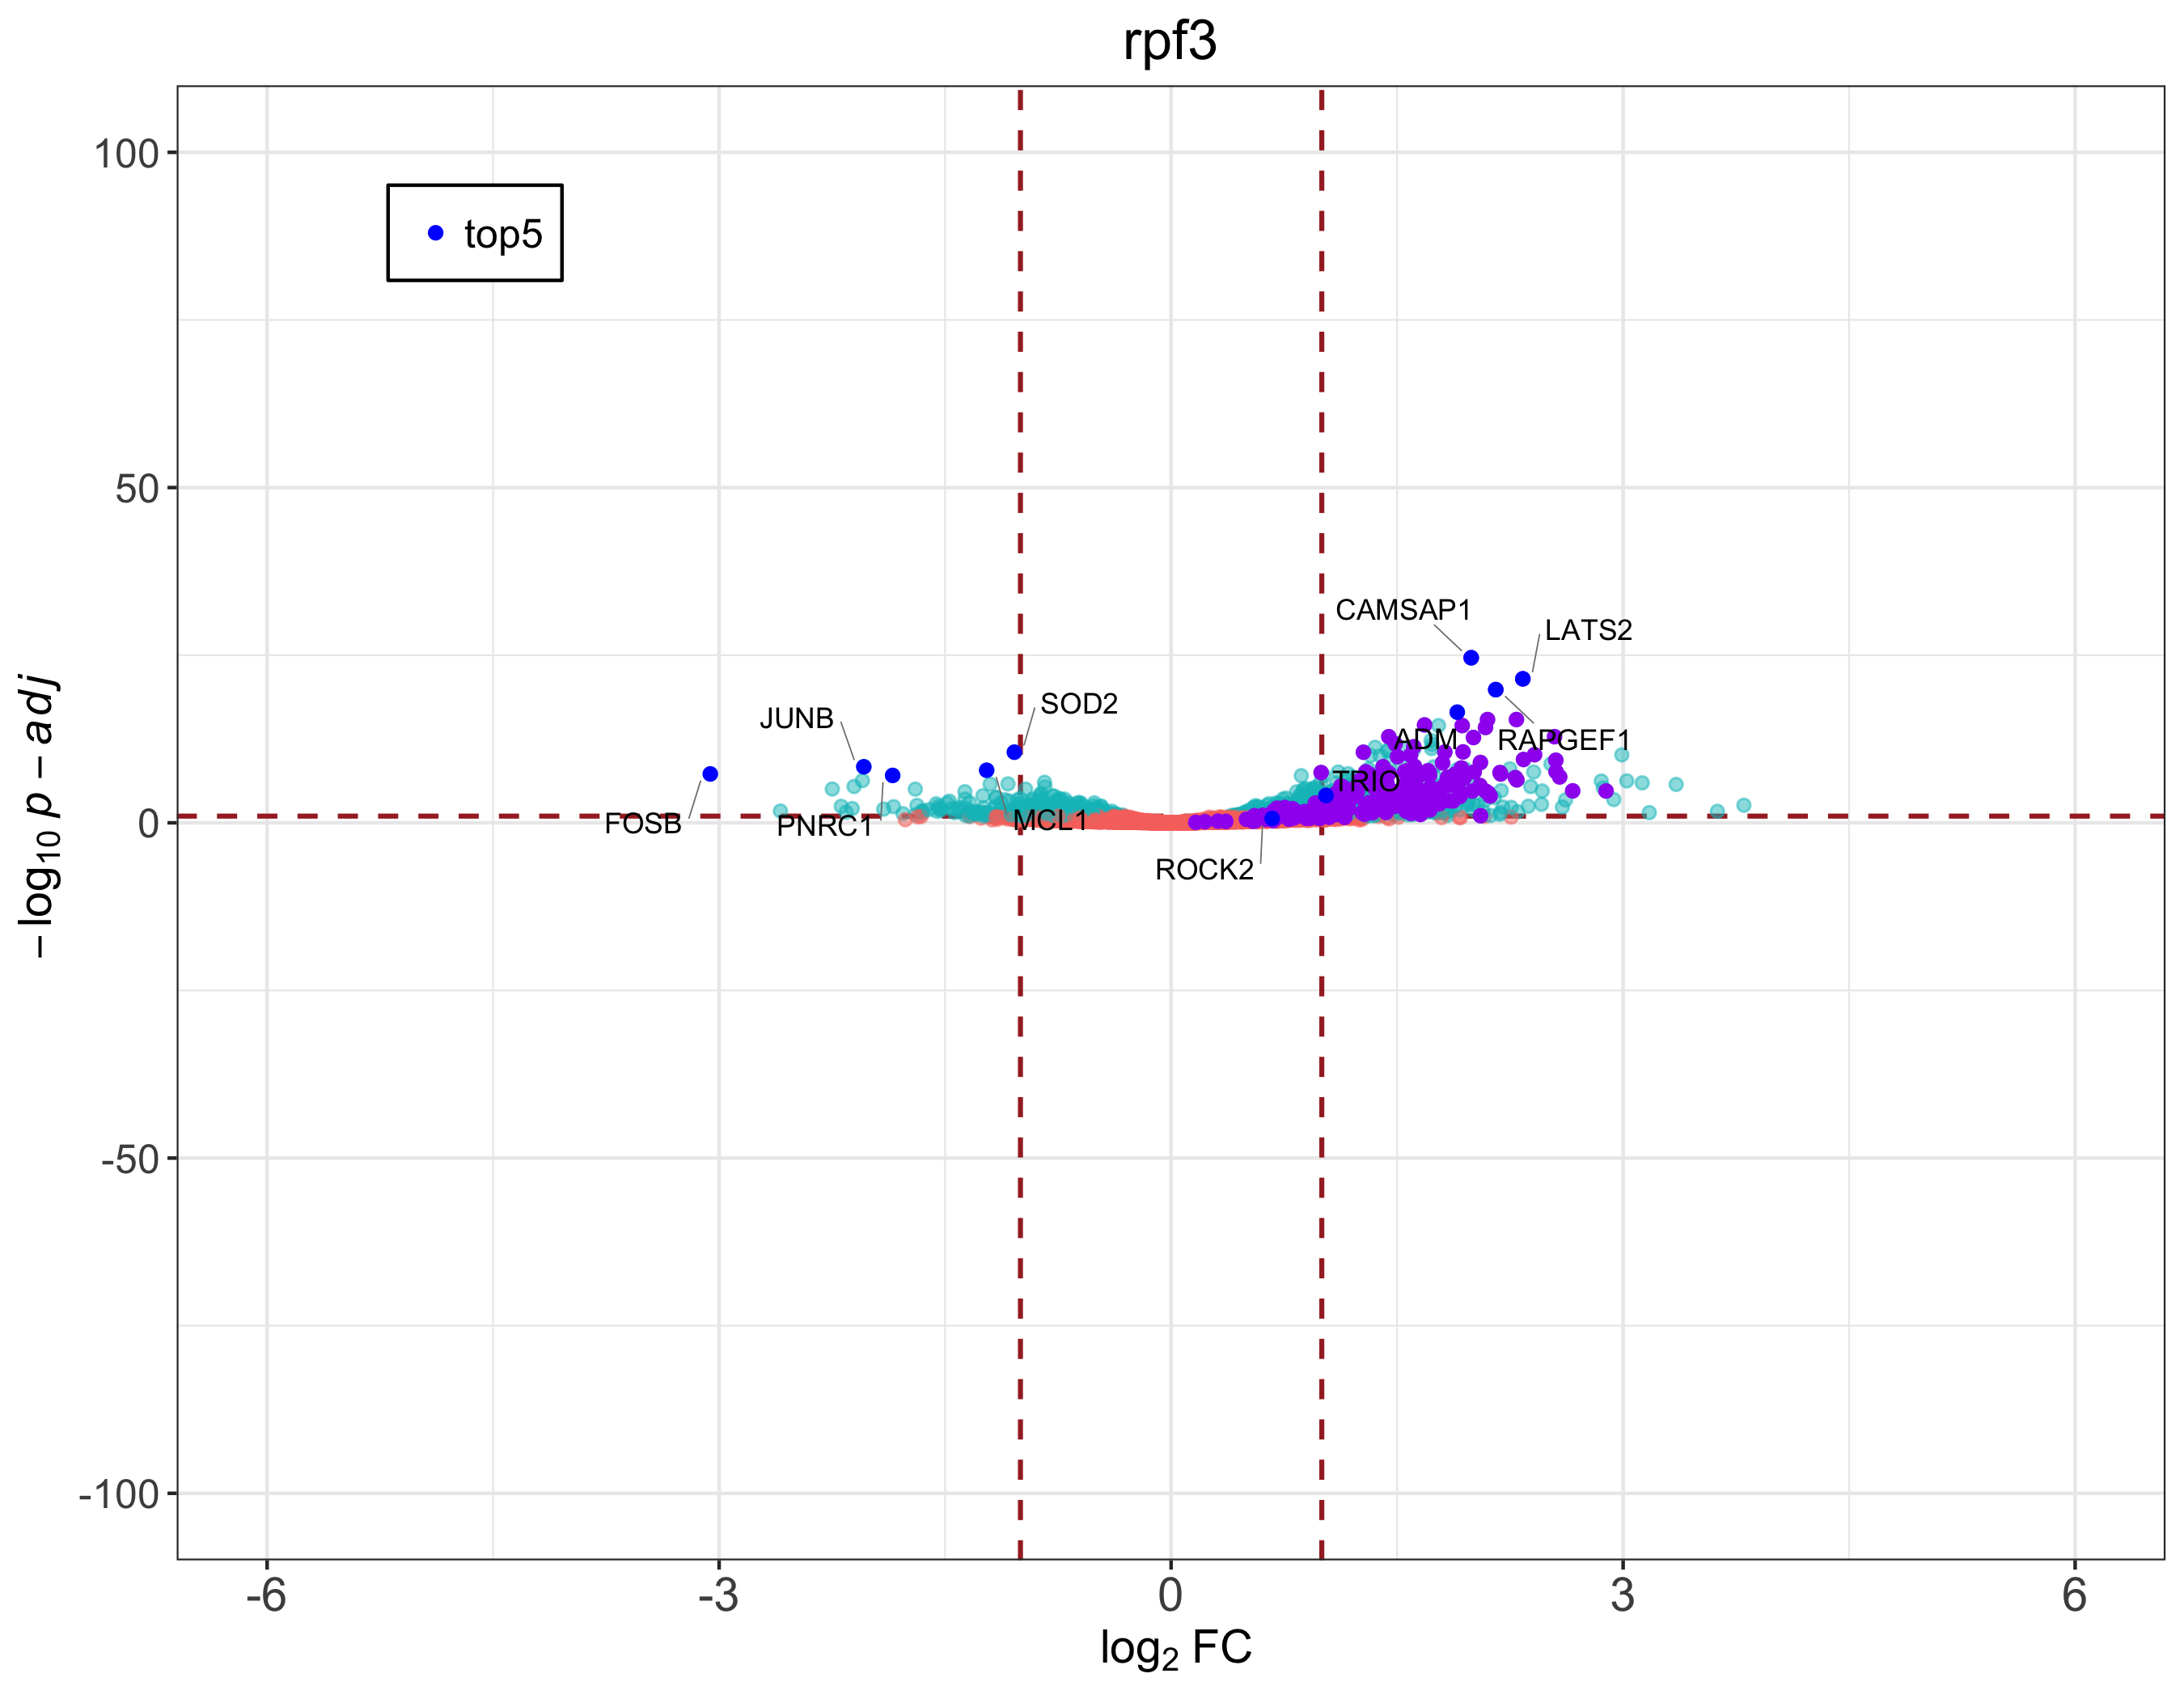 rpf3
100
top5
50
CAMSAP1
LATS2
SOD2
JUNB
ADM
RAPGEF1
TRIO
0
FOSB
PNRC1
MCL1
ROCK2
-50
-100
−log10 p − adj
-6 -3 0 3 6
log2 FC